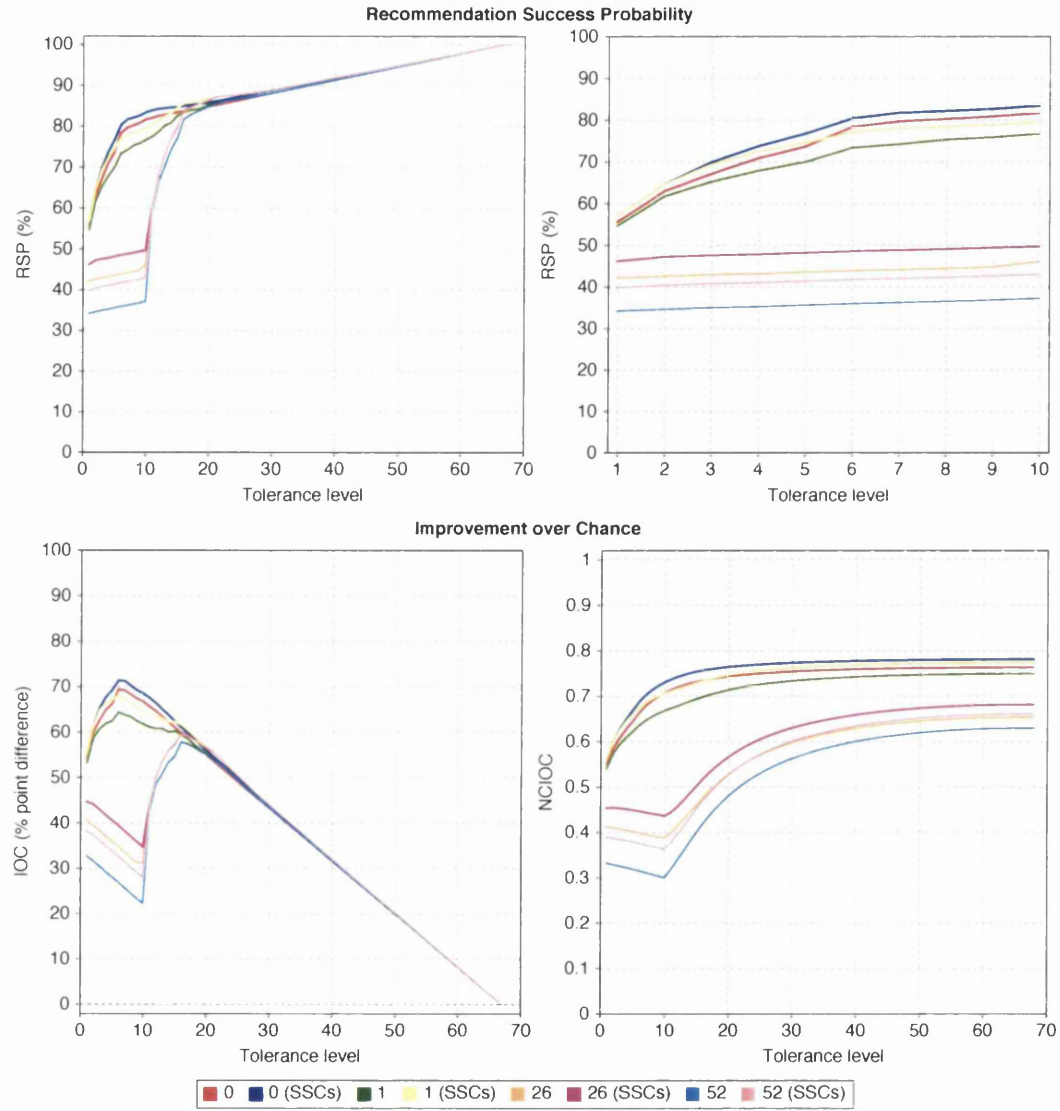 Recommendation Success Probability
RSP (%)
100
90
80
70
60
50
40
30
20
10
0
0 10 20 30 40 50 60 70
Tolerance level
RSP (%)
100
90
80
70
60
50
40
30
20
10
0
1 2 3 4 5 6 7 8 9 10
Tolerance level
Improvement over Chance
IOC (% point difference)
100
90
80
70
60
50
40
30
20
10
0
0 10 20 30 40 50 60 70
Tolerance level
NCIOC
1
0.9
0.8
0.7
0.6
0.5
0.4
0.3
0.2
0.1
0
0 10 20 30 40 50 60 70
Tolerance level
0 0 (SSCs) 1 1 (SSCs) 26 26 (SSCs) 52 52 (SSCs)